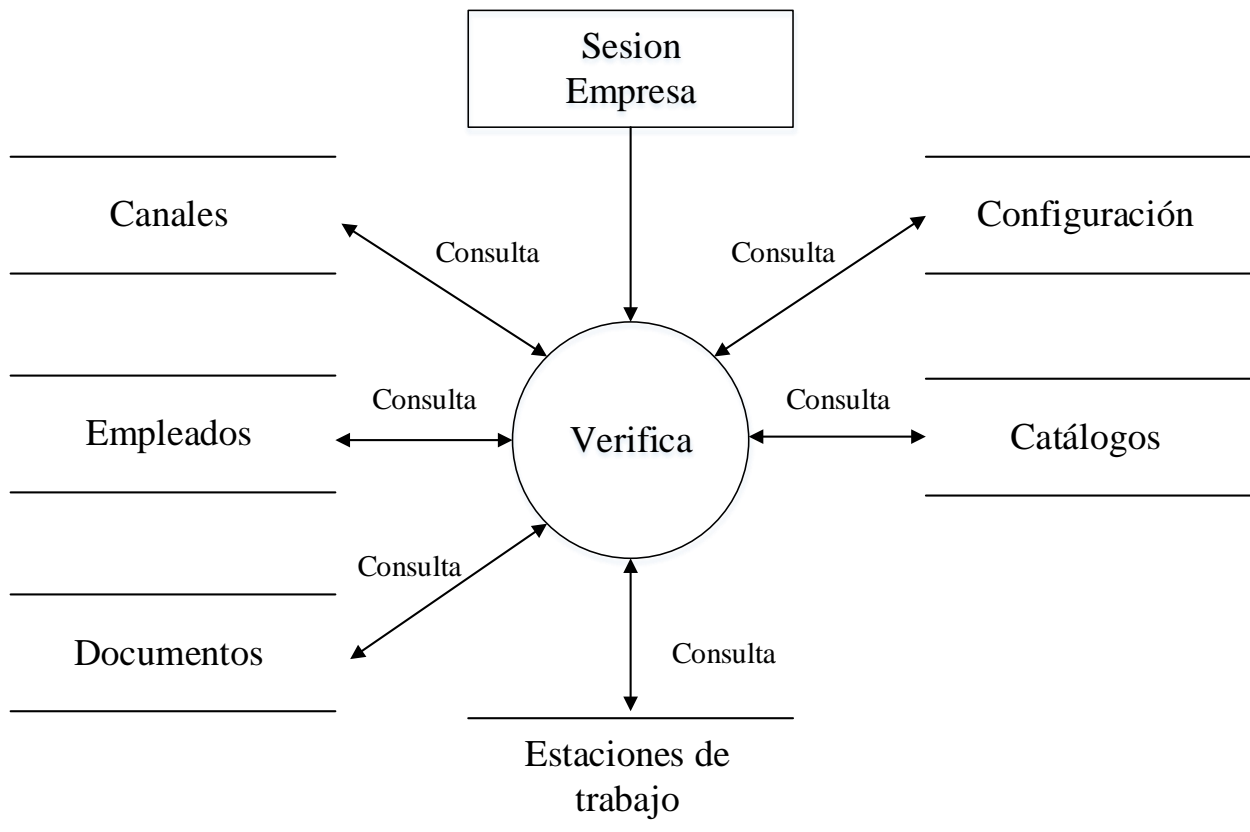 Sesion
Empresa
Canales
Configuración
Consulta
Consulta
Empleados
Consulta
Verifica
Consulta
Catálogos
Documentos
Consulta
Consulta
Estaciones de
trabajo